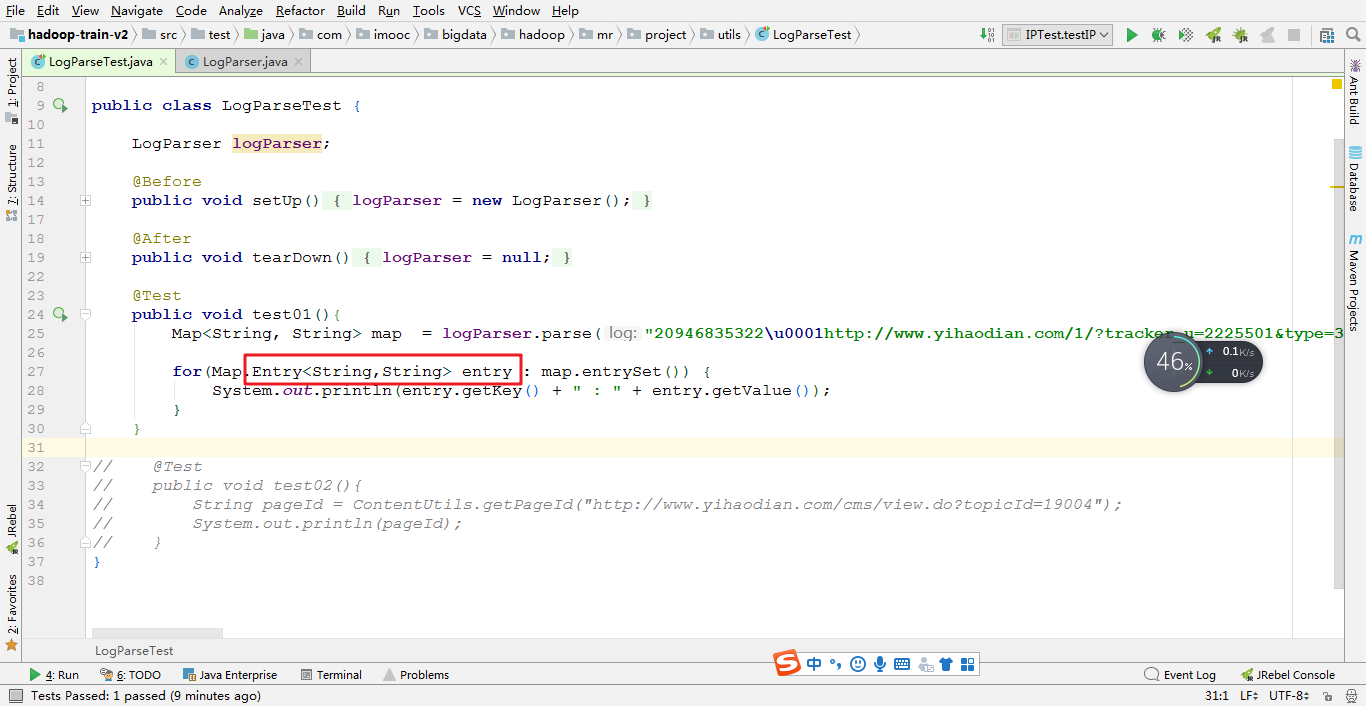 File Edit View Navigate Code Analyze Refactor Build Run Tools VCS Window Help
hadoop-train-v2 src test java com imooc bigdata hadoop mr project utils LogParseTest IPTest.testIP
LogParseTest.java LogParser.java
1: Project
7: Structure
JRebel
2: Favorites
8
9 public class LogParseTest {
10
11 LogParser logParser;
12
13 @Before
14 public void setUp() { logParser = new LogParser(); }
17
18 @After
19 public void tearDown() { logParser = null; }
22
23 @Test
24 public void test01(){
25 Map<String, String> map = logParser.parse( log: "20946835322\u0001http://www.yihaodian.com/1/?tracker_u=2225501&type=3
26
27 for(Map.Entry<String,String> entry : map.entrySet()) {
28 System.out.println(entry.getKey() + " : " + entry.getValue());
29 }
30 }
31
32 // @Test
33 // public void test02(){
34 // String pageId = ContentUtils.getPageId("http://www.yihaodian.com/cms/view.do?topicId=19004");
35 // System.out.println(pageId);
36 // }
37 }
38
Ant Build
Database
Maven Projects
46%
0.1K/s
0K/s
LogParseTest
S 中
4: Run 6: TODO Java Enterprise Terminal Problems Event Log JRebel Console
Tests Passed: 1 passed (9 minutes ago) 31:1 LF UTF-8